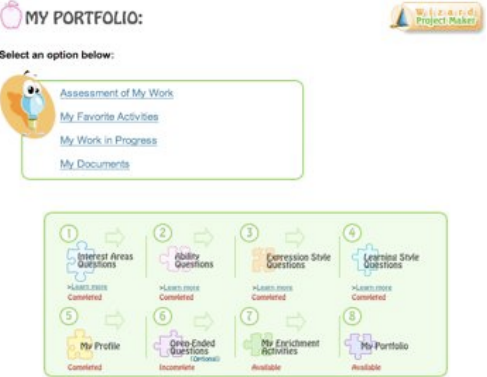 MY PORTFOLIO:
Wizard
Project Maker
Select an option below:
Assessment of My Work
My Favorite Activities
My Work in Progress
My Documents
1
2
3
4
Interest Areas
Questions
Ability
Questions
Expression Style
Questions
Learning Style
Questions
>Learn more
>Learn more
>Learn more
>Learn more
Completed
Completed
Completed
Completed
5
6
7
8
My Profile
Open-Ended
Questions
(Optional)
My Enrichment
Activities
My Portfolio
Completed
Incomplete
Available
Available